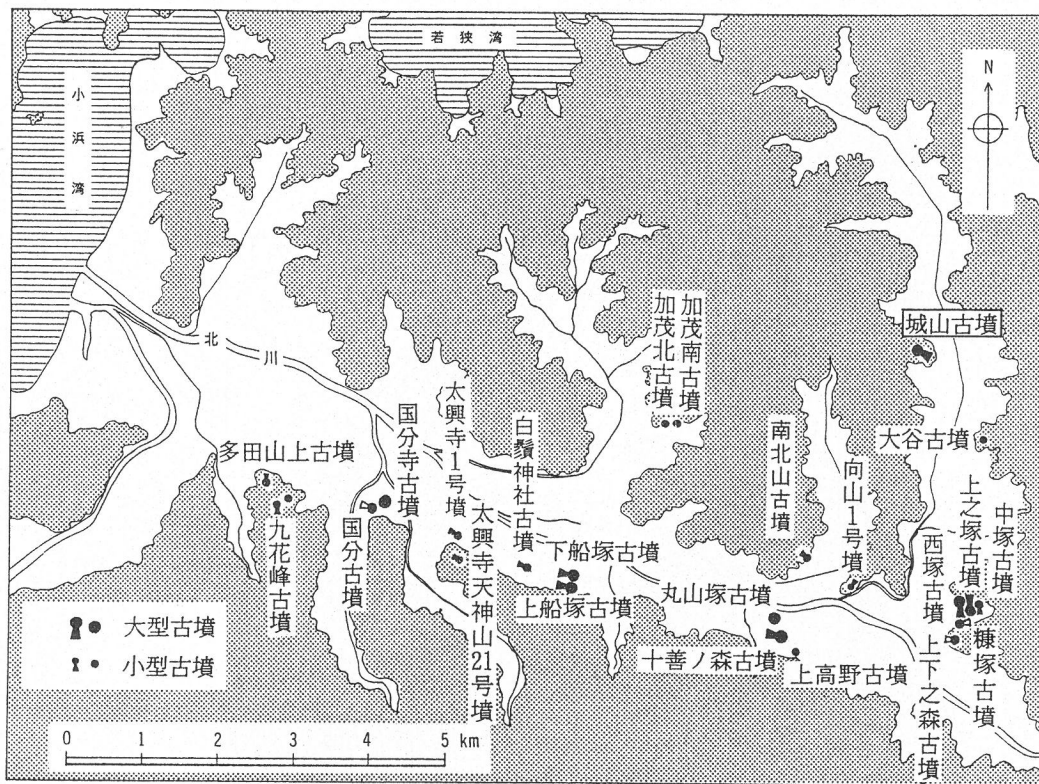 若狭湾
小浜湾
N
北川
城山古墳
加茂南古墳
加茂北古墳
大谷古墳
多田山上古墳
国分寺古墳
太興寺1号墳
白鬚神社古墳
南北山古墳
向山1号墳
上之塚古墳
中塚古墳
西塚古墳
九花峰古墳
国分古墳
太興寺天神山21号墳
下船塚古墳
上船塚古墳
丸山塚古墳
十善ノ森古墳
上高野古墳
上下之森古墳
糠塚古墳
大型古墳
小型古墳
0 1 2 3 4 5 km